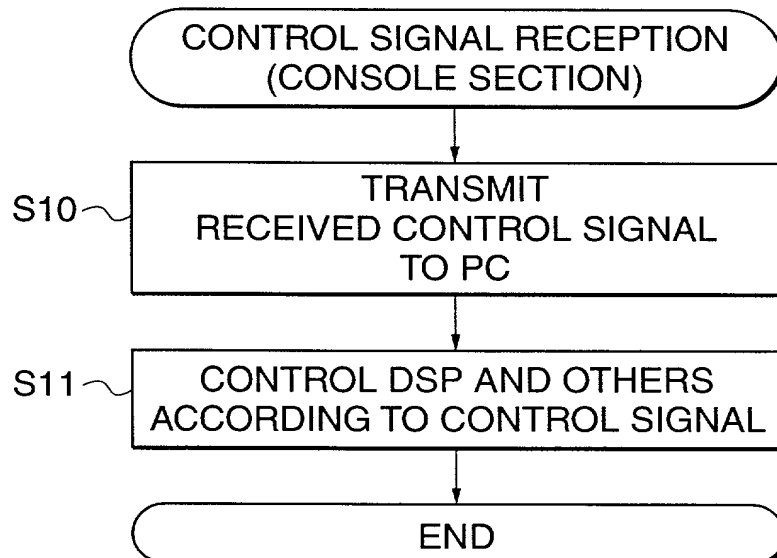 CONTROL SIGNAL RECEPTION
(CONSOLE SECTION)
S10
TRANSMIT
RECEIVED CONTROL SIGNAL
TO PC
S11
CONTROL DSP AND OTHERS
ACCORDING TO CONTROL SIGNAL
END